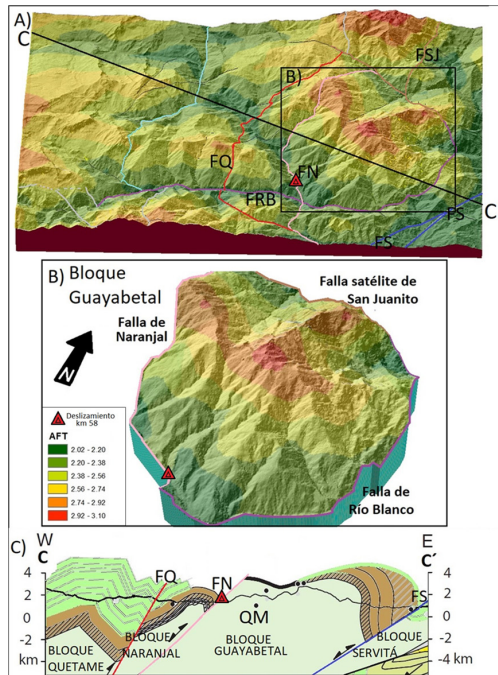 A)
C
FSJ
B)
FQ
FN
FRB
FS
FS
C
B) Bloque
Guayabetal
Falla satélite de
San Juanito
Falla de
Naranjal
N
Deslizamiento
km 58
AFT
2.02 - 2.20
2.20 - 2.38
2.38 - 2.56
2.56 - 2.74
2.74 - 2.92
2.92 - 3.10
Falla de
Río Blanco
C) W
C
E
C´
FQ
FN
FS
4
2
0
-2
km
4
2
0
-2
-4 km
QM
BLOQUE
QUETAME
BLOQUE
NARANJAL
BLOQUE
GUAYABETAL
BLOQUE
SERVITÁ